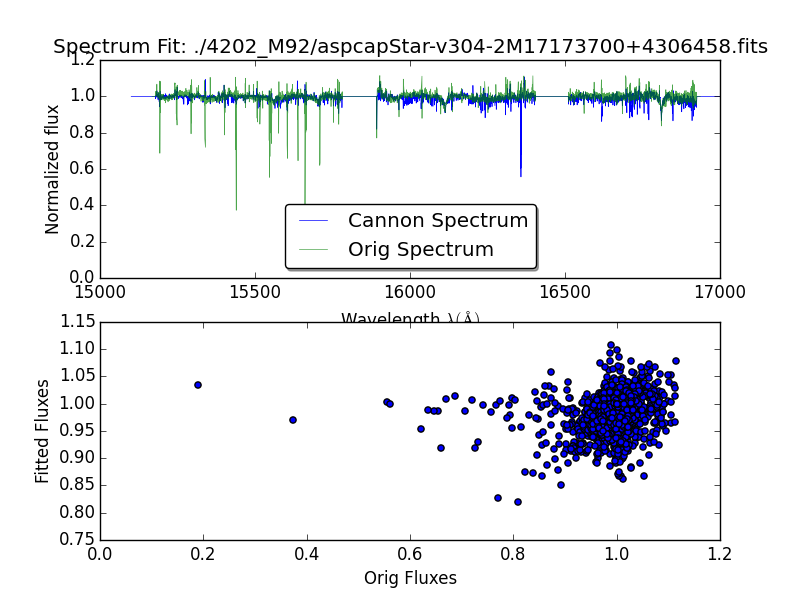 Spectrum Fit: ./4202_M92/aspcapStar-v304-2M17173700+4306458.fits
1.2
1.0
0.8
0.6
0.4
0.2
0.0
Normalized flux
Cannon Spectrum
Orig Spectrum
15000 15500 16000 16500 17000
Wavelength λ(Å)
1.15
1.10
1.05
1.00
0.95
0.90
0.85
0.80
0.75
Fitted Fluxes
0.0 0.2 0.4 0.6 0.8 1.0 1.2
Orig Fluxes